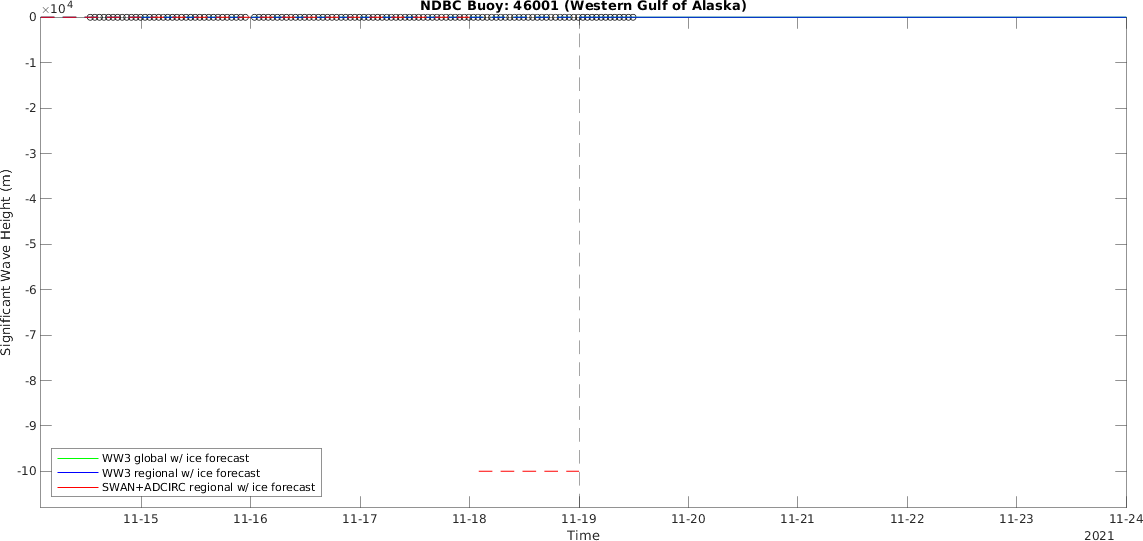 NDBC Buoy: 46001 (Western Gulf of Alaska)
×10⁴
0
-1
-2
-3
-4
-5
-6
-7
-8
-9
-10
Significant Wave Height (m)
WW3 global w/ ice forecast
WW3 regional w/ ice forecast
SWAN+ADCIRC regional w/ ice forecast
11-15 11-16 11-17 11-18 11-19 11-20 11-21 11-22 11-23 11-24
Time
2021